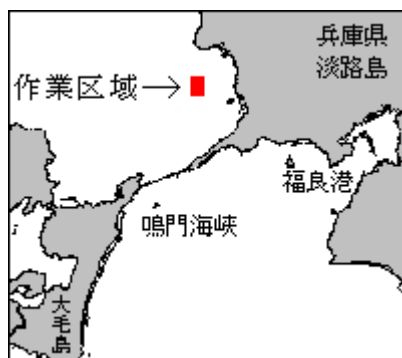 兵庫県
淡路島
作業区域→
福良港
鳴門海峡
大毛島